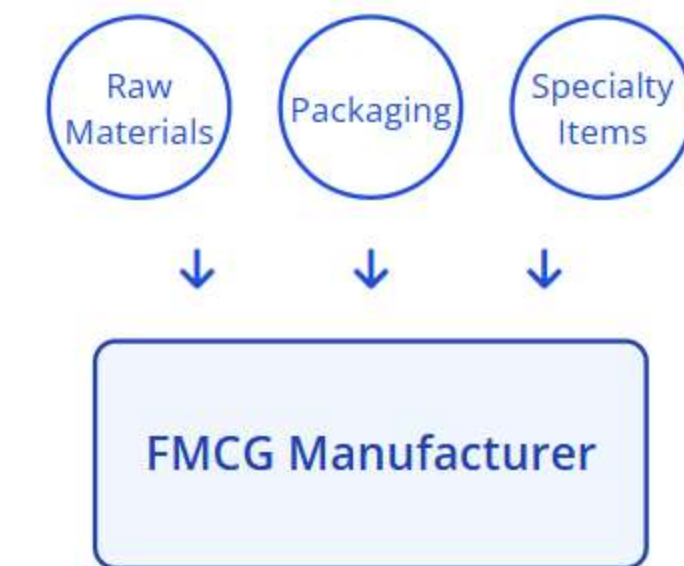 Raw
Materials
Packaging
Specialty
Items
FMCG Manufacturer